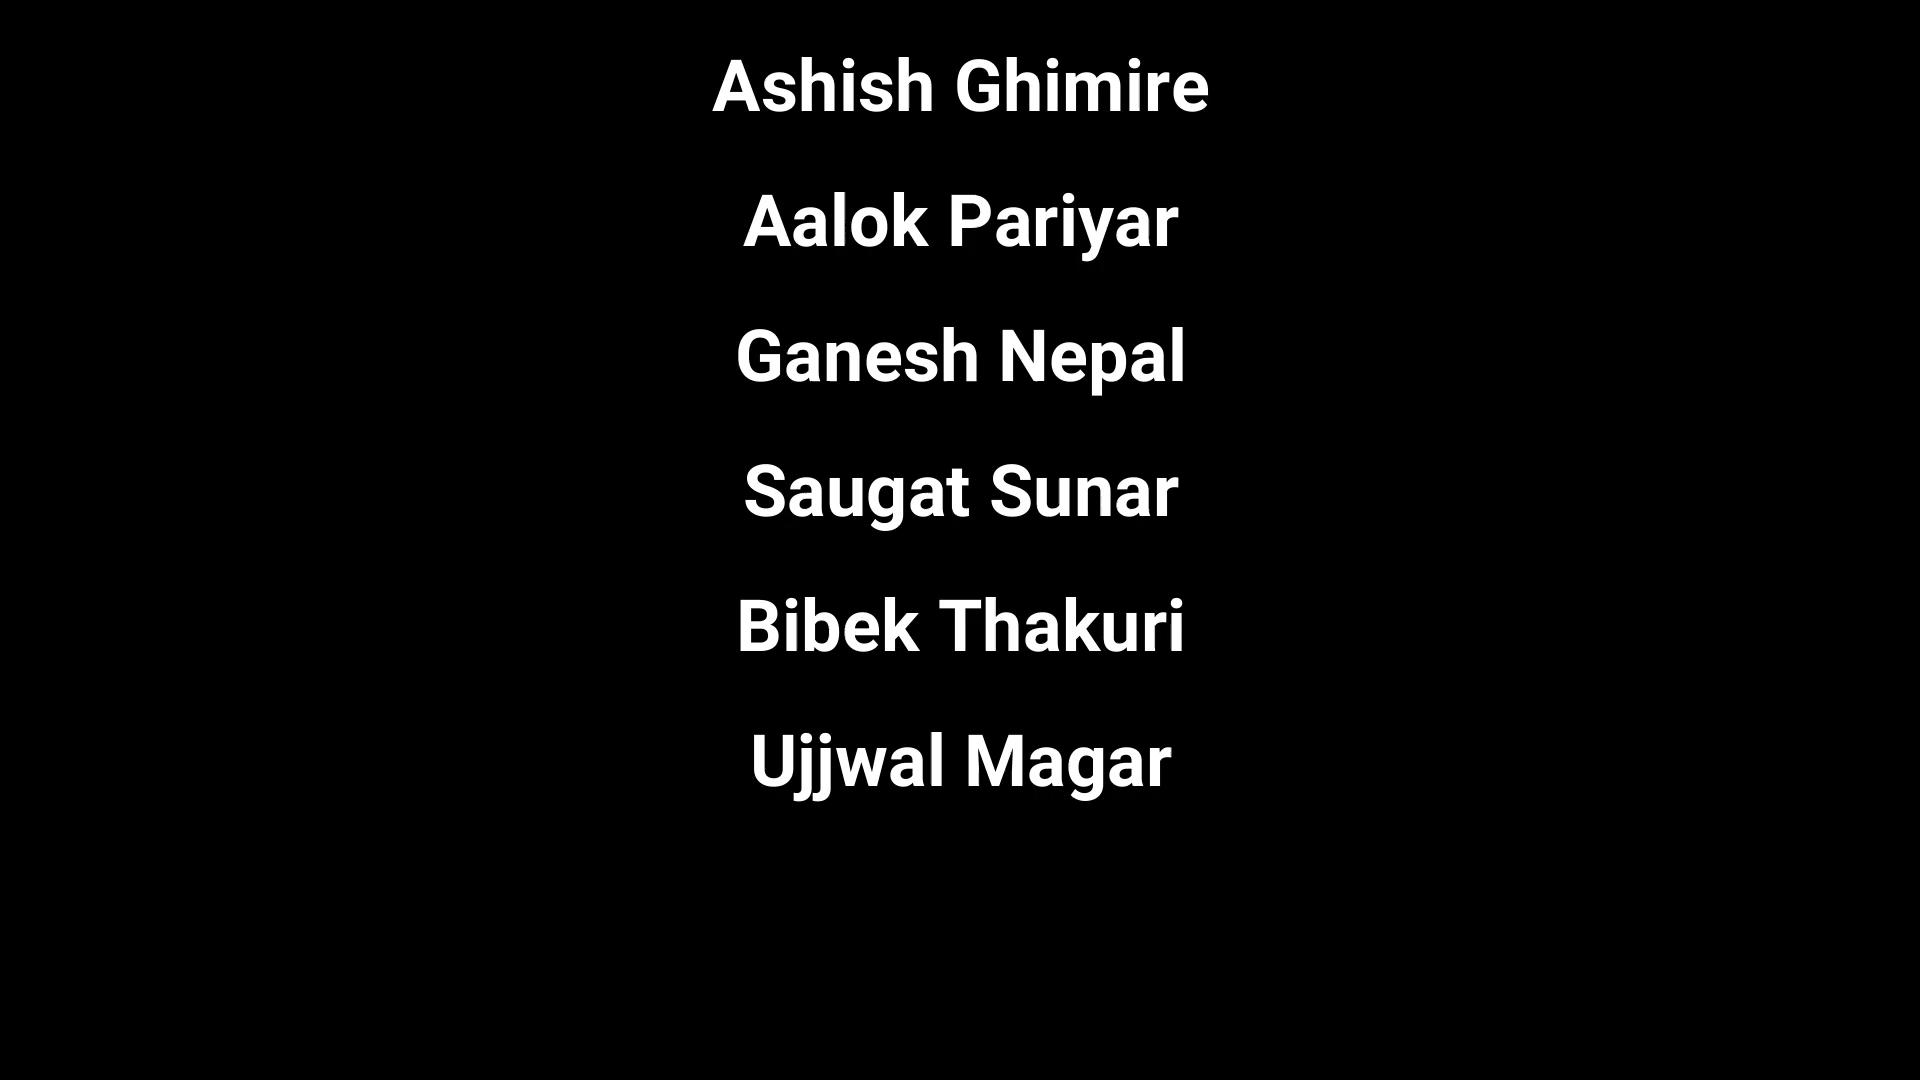 Ashish Ghimire
Aalok Pariyar
Ganesh Nepal
Saugat Sunar
Bibek Thakuri
Ujjwal Magar